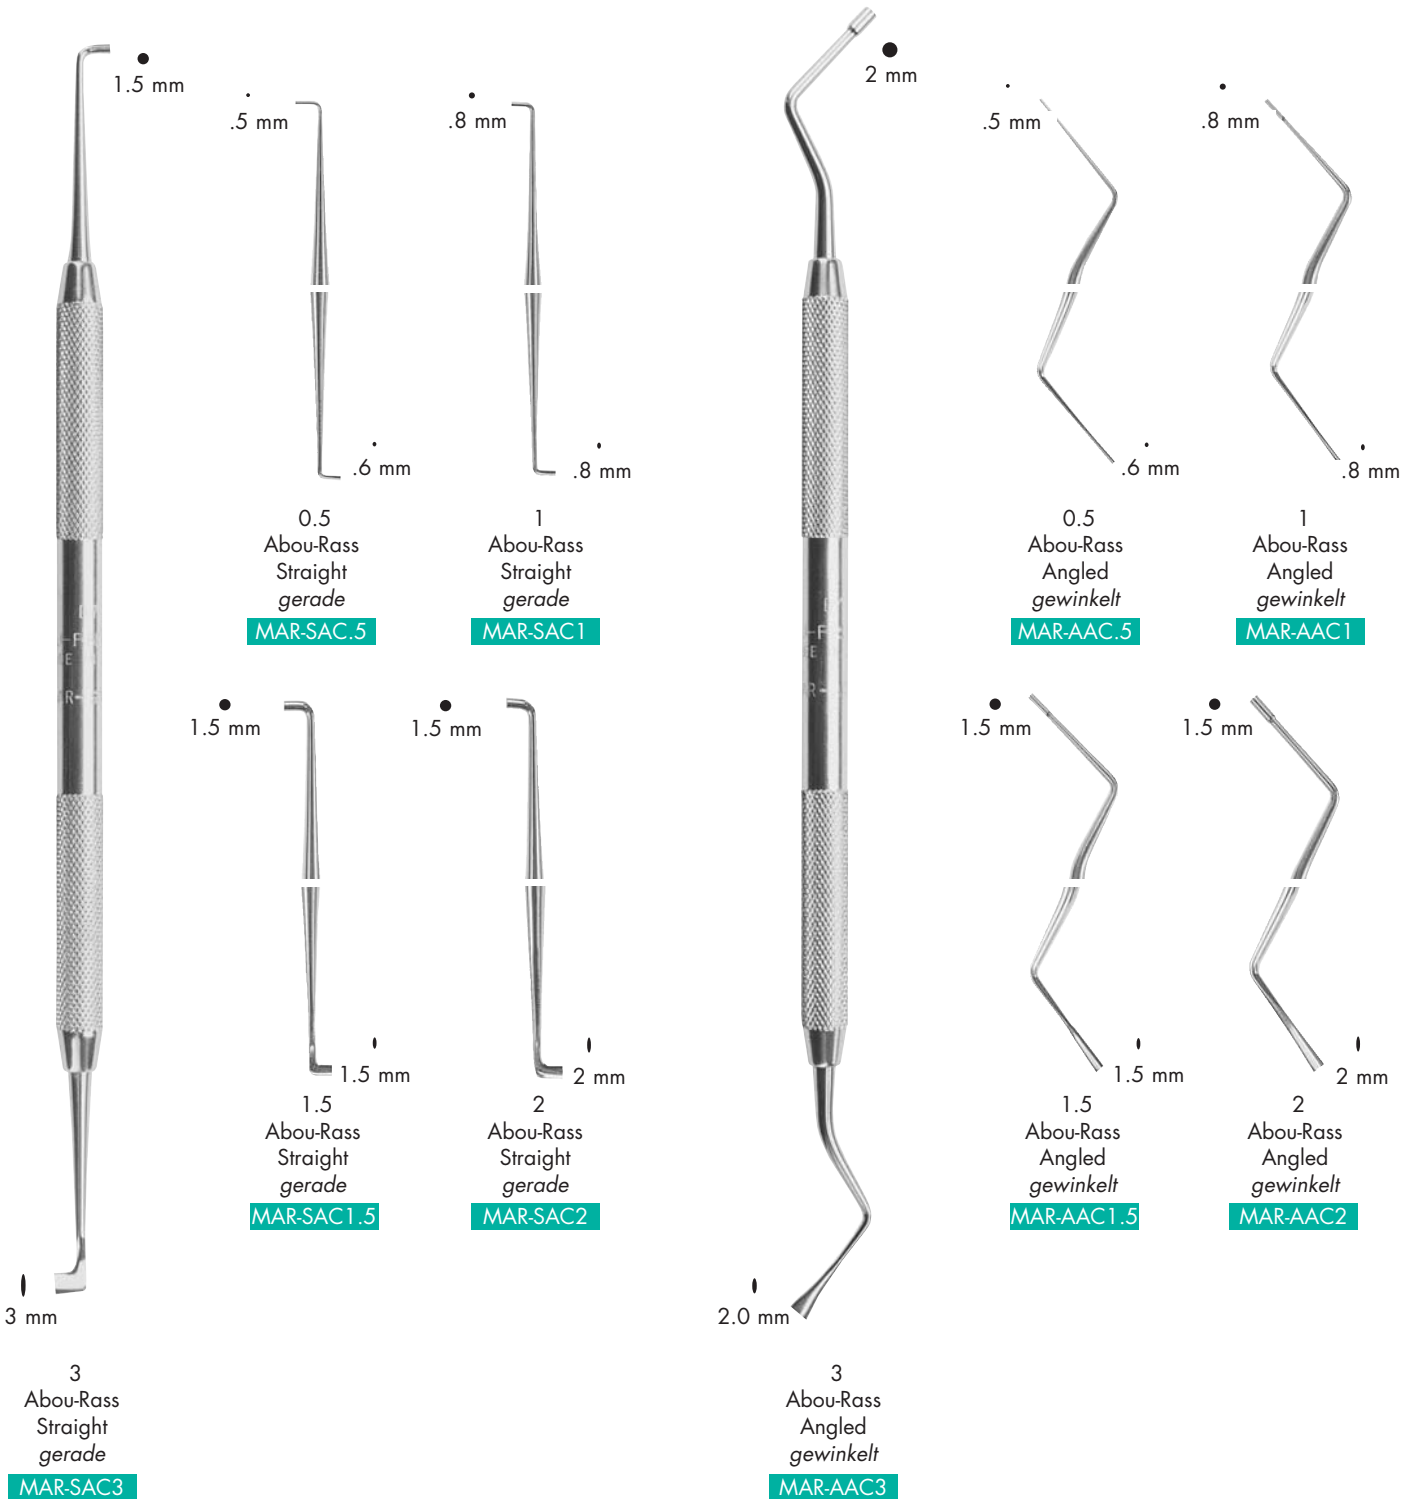 1.5 mm
.5 mm
.8 mm
.6 mm
.8 mm
0.5
Abou-Rass
Straight
gerade
MAR-SAC.5
1
Abou-Rass
Straight
gerade
MAR-SAC1
1.5 mm
1.5 mm
1.5 mm
2 mm
1.5
Abou-Rass
Straight
gerade
MAR-SAC1.5
2
Abou-Rass
Straight
gerade
MAR-SAC2
3 mm
3
Abou-Rass
Straight
gerade
MAR-SAC3
2 mm
.5 mm
.8 mm
.6 mm
.8 mm
0.5
Abou-Rass
Angled
gewinkelt
MAR-AAC.5
1
Abou-Rass
Angled
gewinkelt
MAR-AAC1
1.5 mm
1.5 mm
1.5 mm
2 mm
1.5
Abou-Rass
Angled
gewinkelt
MAR-AAC1.5
2
Abou-Rass
Angled
gewinkelt
MAR-AAC2
2.0 mm
3
Abou-Rass
Angled
gewinkelt
MAR-AAC3